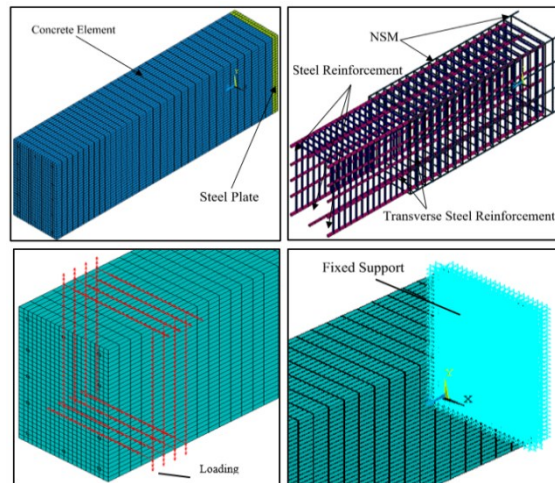 Concrete Element
Steel Plate
NSM
Steel Reinforcement
Transverse Steel Reinforcement
Loading
Fixed Support
Y
X